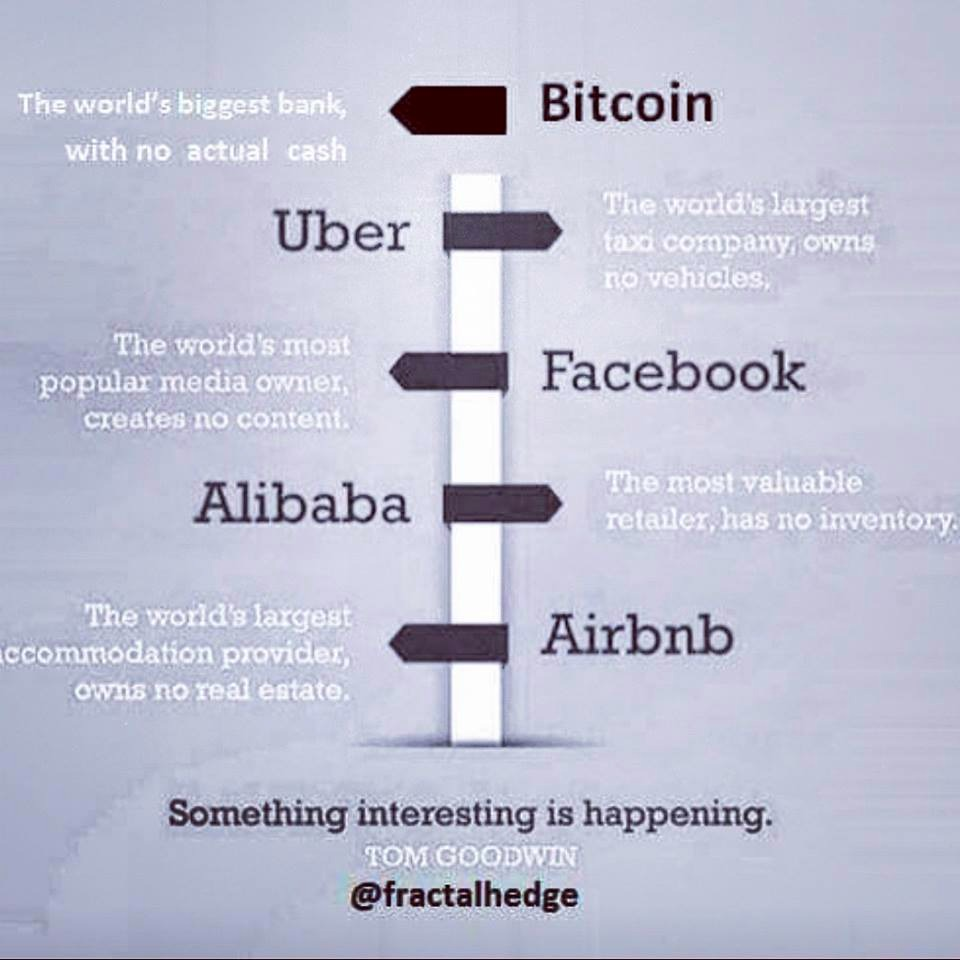 The world's biggest bank,
with no actual cash
Bitcoin
Uber
The world's largest
taxi company, owns
no vehicles.
The world's most
popular media owner,
creates no content.
Facebook
Alibaba
The most valuable
retailer, has no inventory.
The world's largest
accommodation provider,
owns no real estate.
Airbnb
Something interesting is happening.
TOM GOODWIN
@fractalhedge